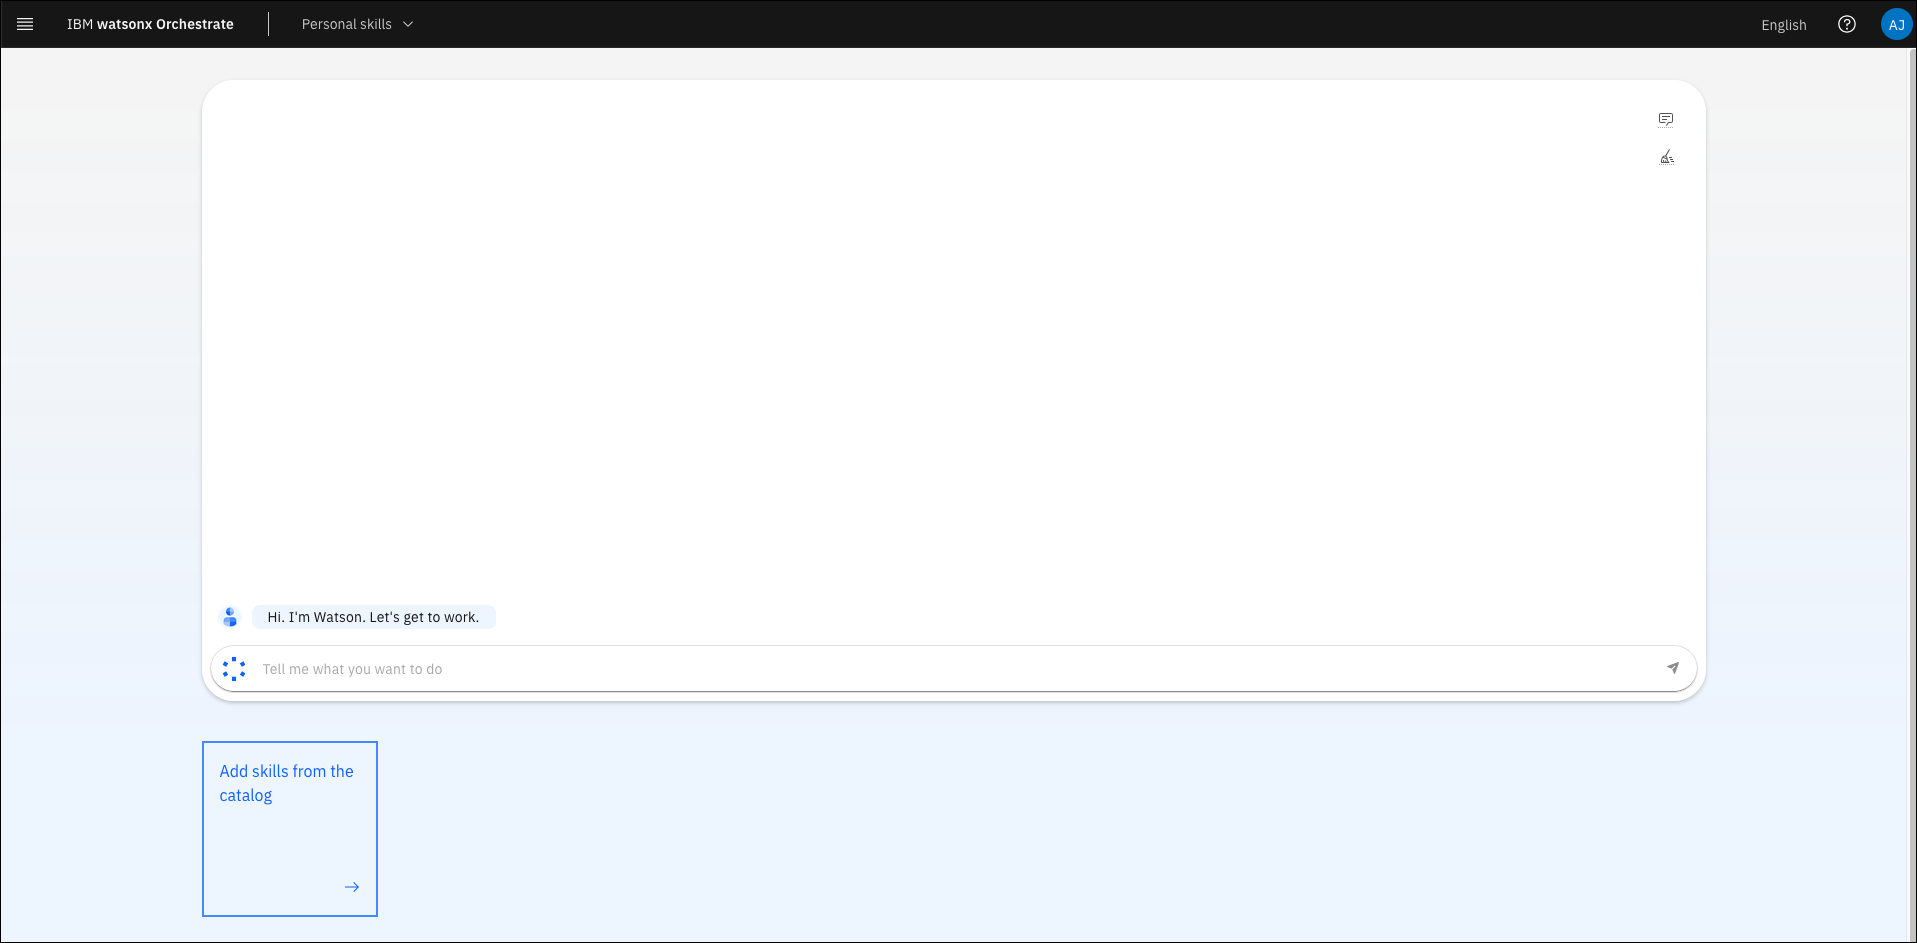 IBM watsonx Orchestrate
Personal skills
English
AJ
Hi. I'm Watson. Let's get to work.
Tell me what you want to do
Add skills from the
catalog